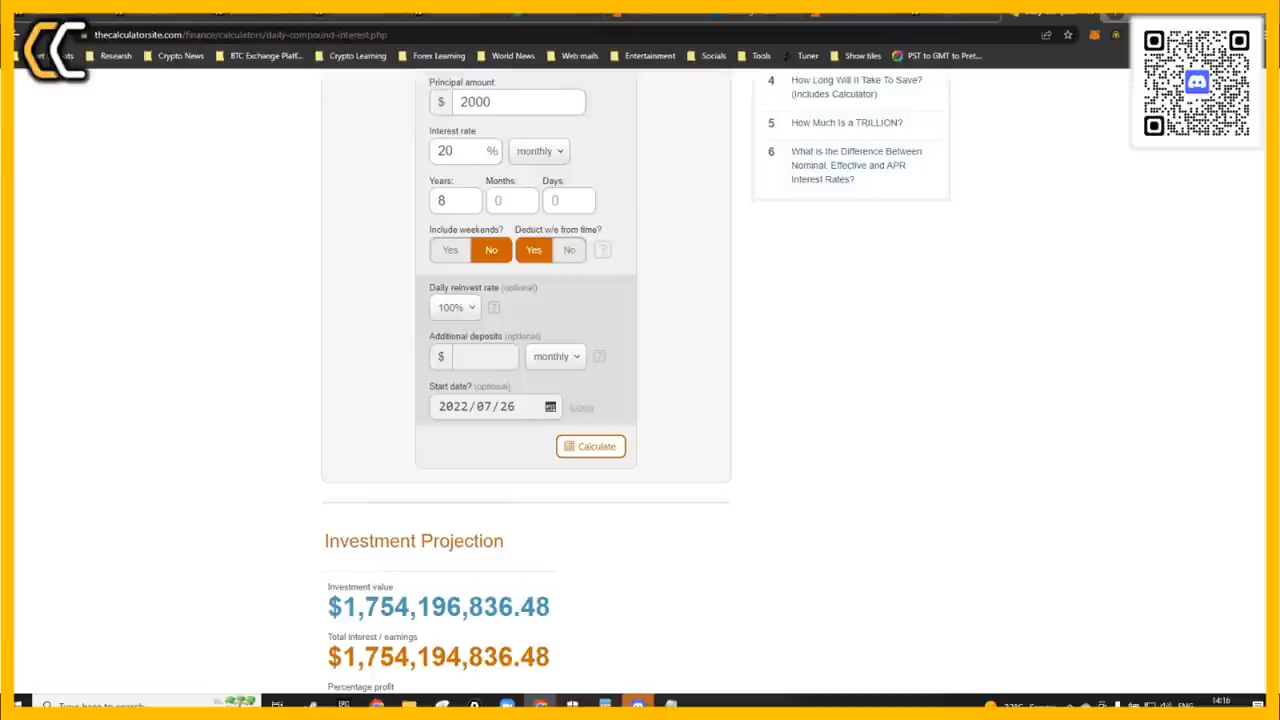 thecalculatorsite.com/finance/calculators/daily-compound-interest.php
Research Crypto News BTC Exchange Platf... Crypto Learning Forex Learning World News Web mails Entertainment Socials Tools Tuner Show tiles PST to GMT to Pret...
Principal amount
$ 2000
Interest rate
20 % monthly
Years: Months: Days:
8 0 0
Include weekends? Deduct w/e from time?
Yes No Yes No ?
Daily reinvest rate (optional)
100% ?
Additional deposits (optional)
$ monthly ?
Start date? (optional)
2022/07/26
Calculate
4 How Long Will It Take To Save?
(Includes Calculator)
5 How Much Is a TRILLION?
6 What is the Difference Between
Nominal, Effective and APR
Interest Rates?
Investment Projection
Investment value
$1,754,196,836.48
Total interest / earnings
$1,754,194,836.48
Percentage profit
14:16